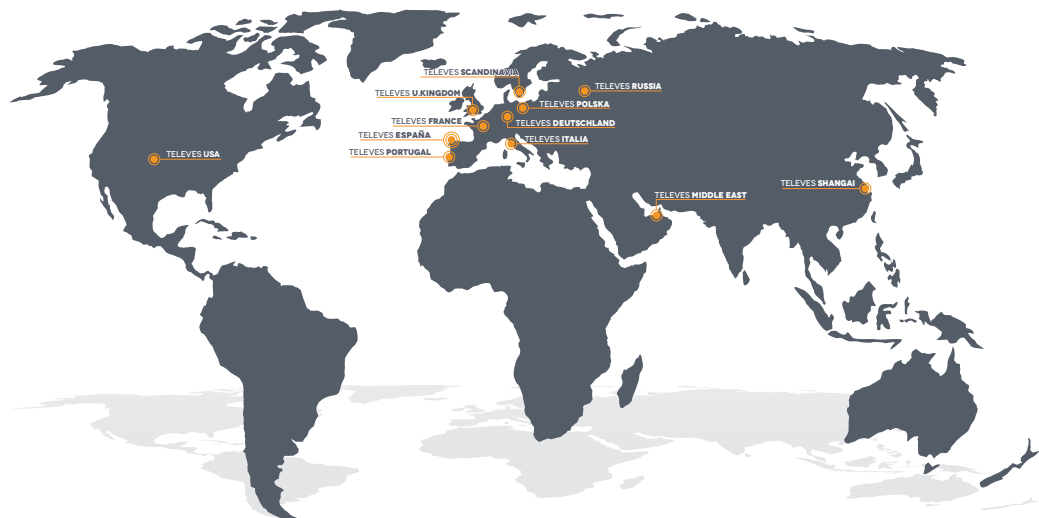 TELEVES SCANDINAVIA
TELEVES RUSSIA
TELEVES U.KINGDOM
TELEVES POLSKA
TELEVES FRANCE
TELEVES DEUTSCHLAND
TELEVES ESPAÑA
TELEVES ITALIA
TELEVES PORTUGAL
TELEVES USA
TELEVES SHANGAI
TELEVES MIDDLE EAST